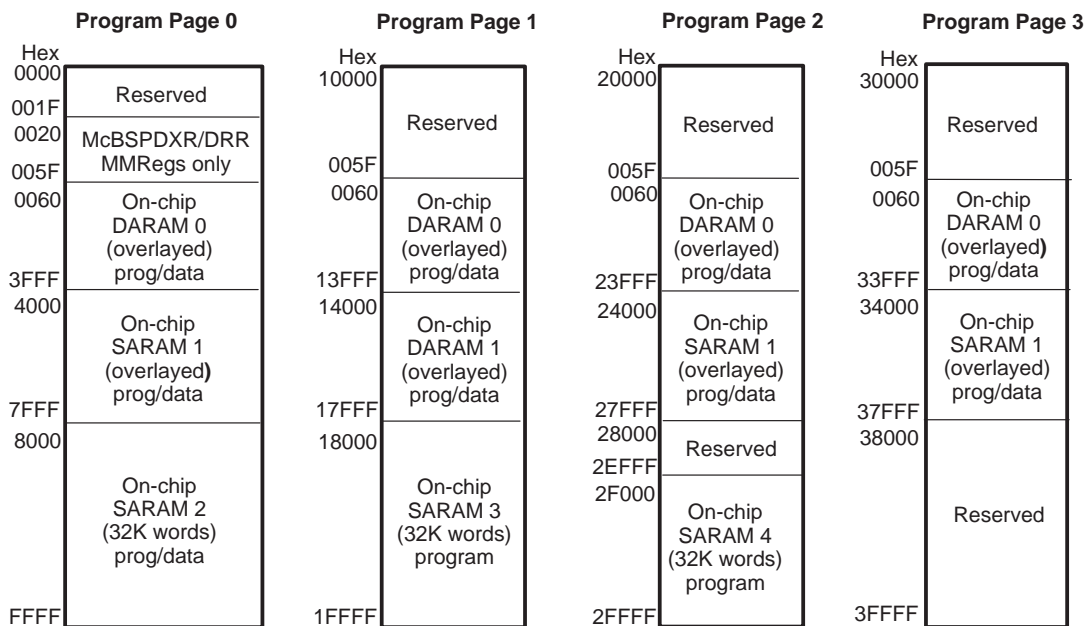 Program Page 0
Hex
0000
Reserved
001F
0020
McBSPDXR/DRR
MMRegs only
005F
0060
On-chip
DARAM 0
(overlayed)
prog/data
3FFF
4000
On-chip
SARAM 1
(overlayed)
prog/data
7FFF
8000
On-chip
SARAM 2
(32K words)
prog/data
FFFF
Program Page 1
Hex
10000
Reserved
005F
0060
On-chip
DARAM 0
(overlayed)
prog/data
13FFF
14000
On-chip
DARAM 1
(overlayed)
prog/data
17FFF
18000
On-chip
SARAM 3
(32K words)
program
1FFFF
Program Page 2
Hex
20000
Reserved
005F
0060
On-chip
DARAM 0
(overlayed)
prog/data
23FFF
24000
On-chip
SARAM 1
(overlayed)
prog/data
27FFF
28000
Reserved
2EFFF
2F000
On-chip
SARAM 4
(32K words)
program
2FFFF
Program Page 3
Hex
30000
Reserved
005F
0060
On-chip
DARAM 0
(overlayed)
prog/data
33FFF
34000
On-chip
SARAM 1
(overlayed)
prog/data
37FFF
38000
Reserved
3FFFF